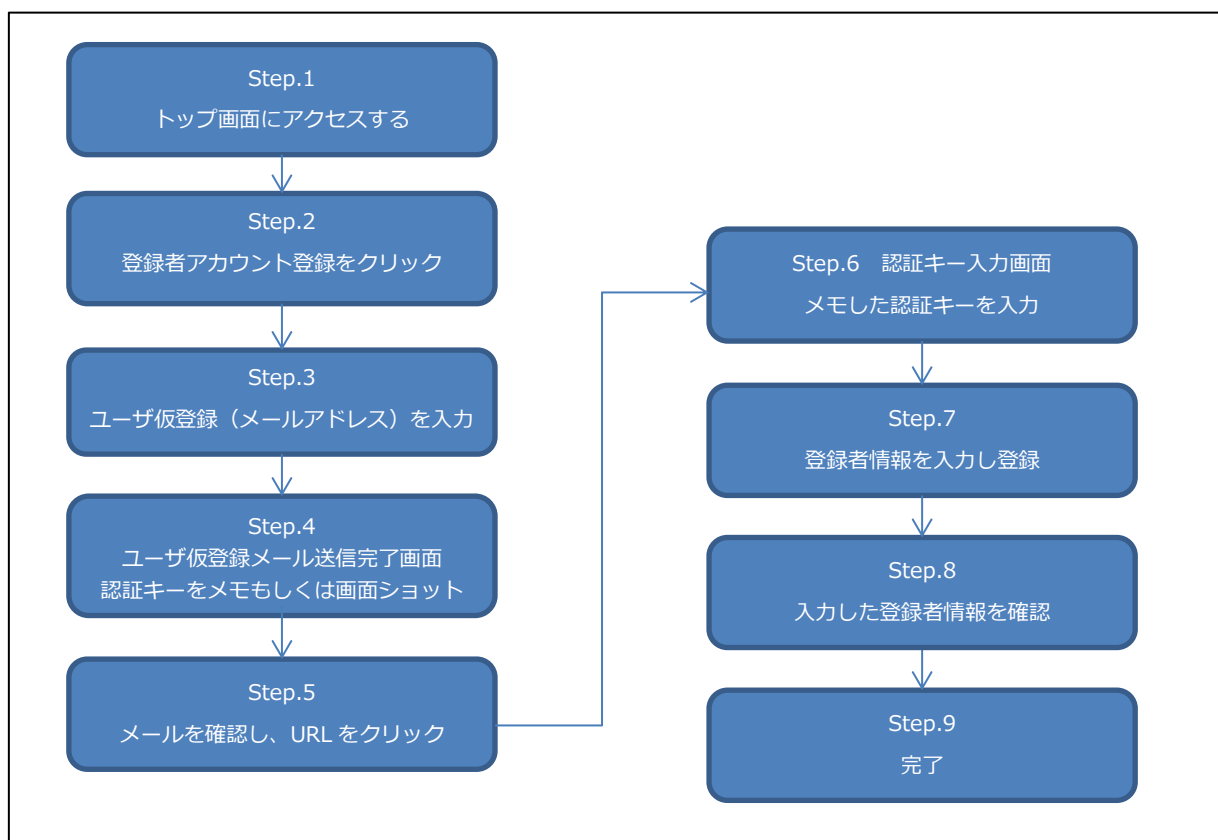 Step.1
トップ画面にアクセスする
Step.2
登録者アカウント登録をクリック
Step.3
ユーザ仮登録（メールアドレス）を入力
Step.4
ユーザ仮登録メール送信完了画面
認証キーをメモもしくは画面ショット
Step.5
メールを確認し、URL をクリック
Step.6　認証キー入力画面
メモした認証キーを入力
Step.7
登録者情報を入力し登録
Step.8
入力した登録者情報を確認
Step.9
完了